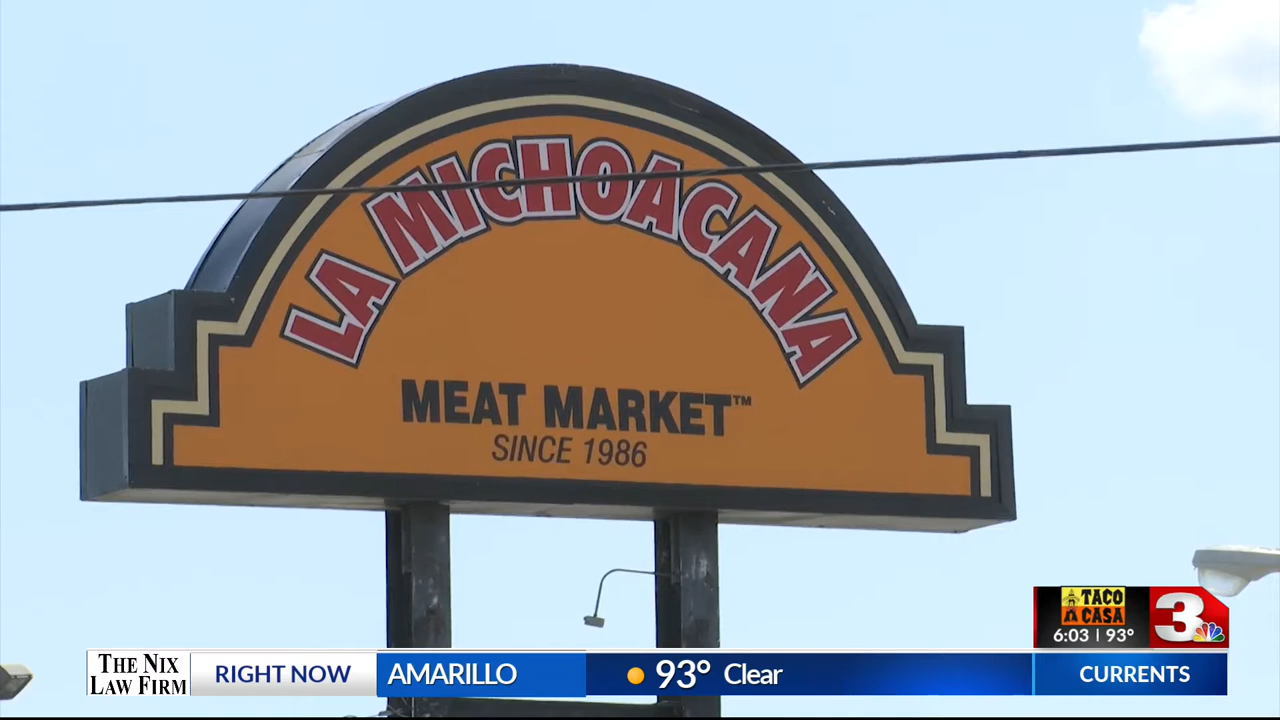 LA MICHOACANA
MEAT MARKET™
SINCE 1986
TACO
CASA
6:03 | 93°
3
THE NIX
LAW FIRM
RIGHT NOW
AMARILLO
93° Clear
CURRENTS